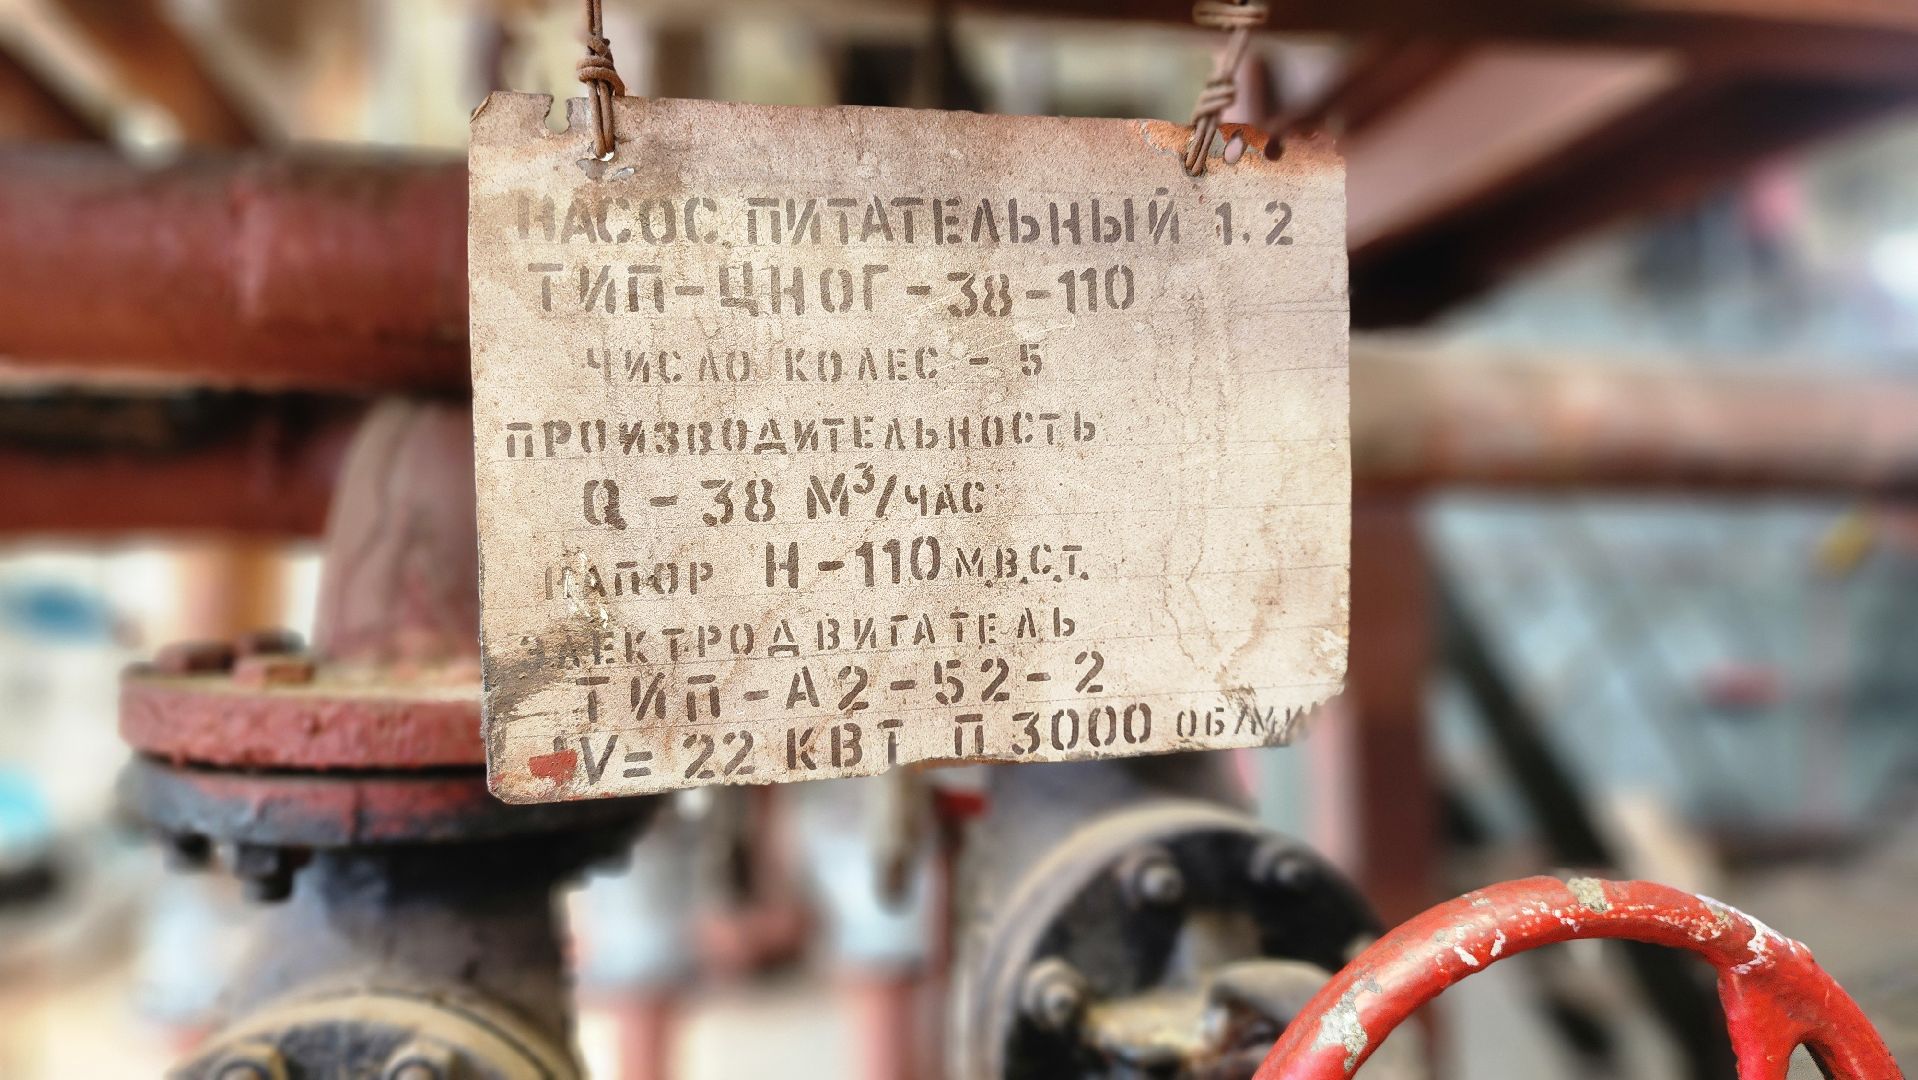 НАСОС ПИТАТЕЛЬНЫЙ 1.2
ТИП-ЦНОГ-38-110
ЧИСЛО КОЛЕС - 5
ПРОИЗВОДИТЕЛЬНОСТЬ
Q - 38 М³/ЧАС
НАПОР Н-110 М.В.С.Т.
ЭЛЕКТРОДВИГАТЕЛЬ
ТИП-А2-52-2
N= 22 КВТ П 3000